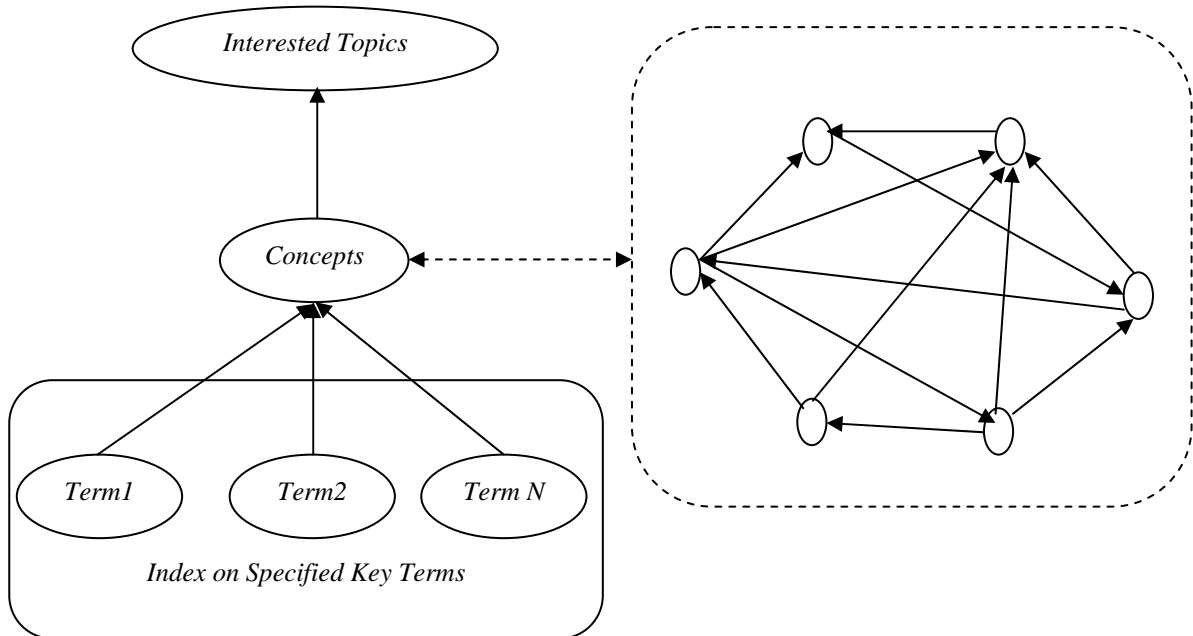 Interested Topics
Concepts
Term1
Term2
Term N
Index on Specified Key Terms